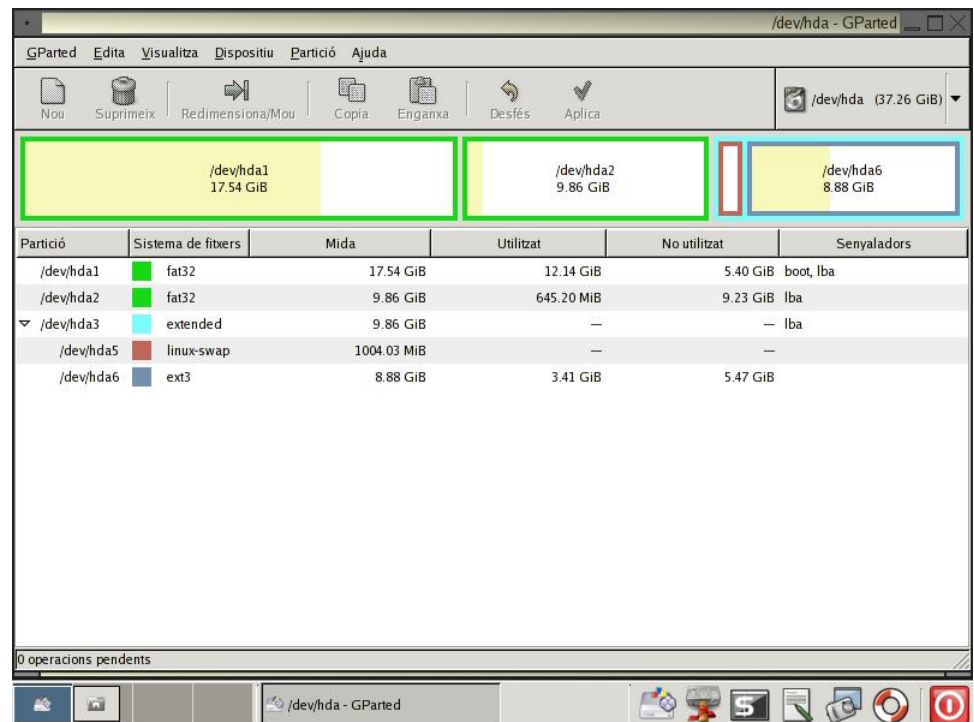 /dev/hda - GParted
GParted Edita Visualitza Dispositiu Partició Ajuda
Nou Suprimeix Redimensiona/Mou Copia Enganxa Desfés Aplica /dev/hda (37.26 GiB)
/dev/hda1 /dev/hda2 /dev/hda6
17.54 GiB 9.86 GiB 8.88 GiB
Partició Sistema de fitxers Mida Utilitzat No utilitzat Senyaladors
/dev/hda1 fat32 17.54 GiB 12.14 GiB 5.40 GiB boot, lba
/dev/hda2 fat32 9.86 GiB 645.20 MiB 9.23 GiB lba
/dev/hda3 extended 9.86 GiB — — lba
/dev/hda5 linux-swap 1004.03 MiB — —
/dev/hda6 ext3 8.88 GiB 3.41 GiB 5.47 GiB
0 operacions pendents
/dev/hda - GParted